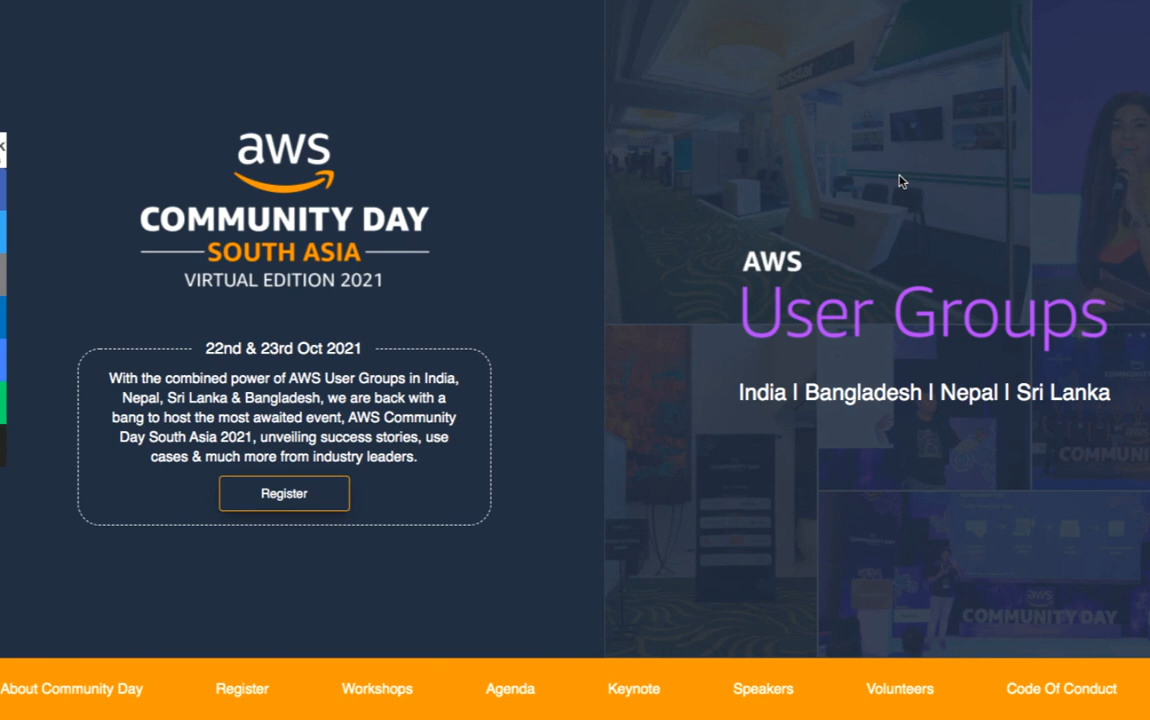 aws
COMMUNITY DAY
SOUTH ASIA
VIRTUAL EDITION 2021
22nd & 23rd Oct 2021
With the combined power of AWS User Groups in India,
Nepal, Sri Lanka & Bangladesh, we are back with a
bang to host the most awaited event, AWS Community
Day South Asia 2021, unveiling success stories, use
cases & much more from industry leaders.
Register
AWS
User Groups
India | Bangladesh | Nepal | Sri Lanka
aws
COMMUNITY DAY
About Community Day
Register
Workshops
Agenda
Keynote
Speakers
Volunteers
Code Of Conduct